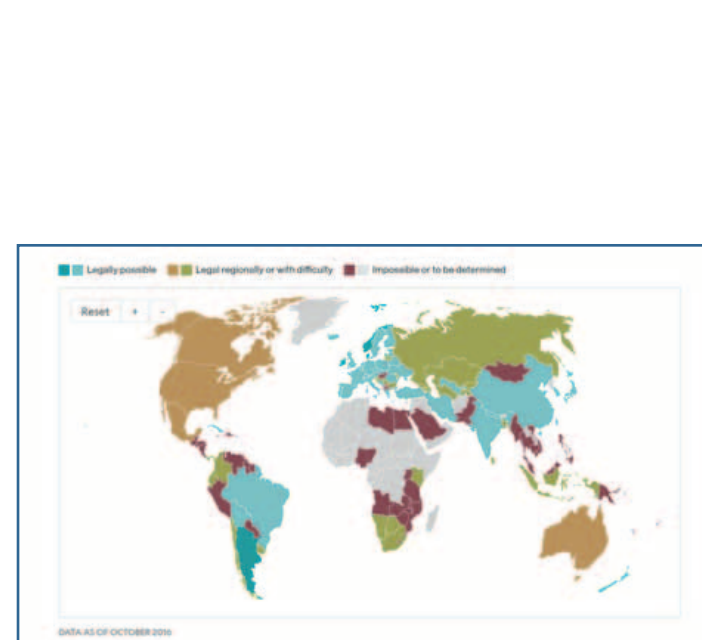 Legally possible Legal regionally or with difficulty Impossible or to be determined
Reset + -
DATA AS OF OCTOBER 2016